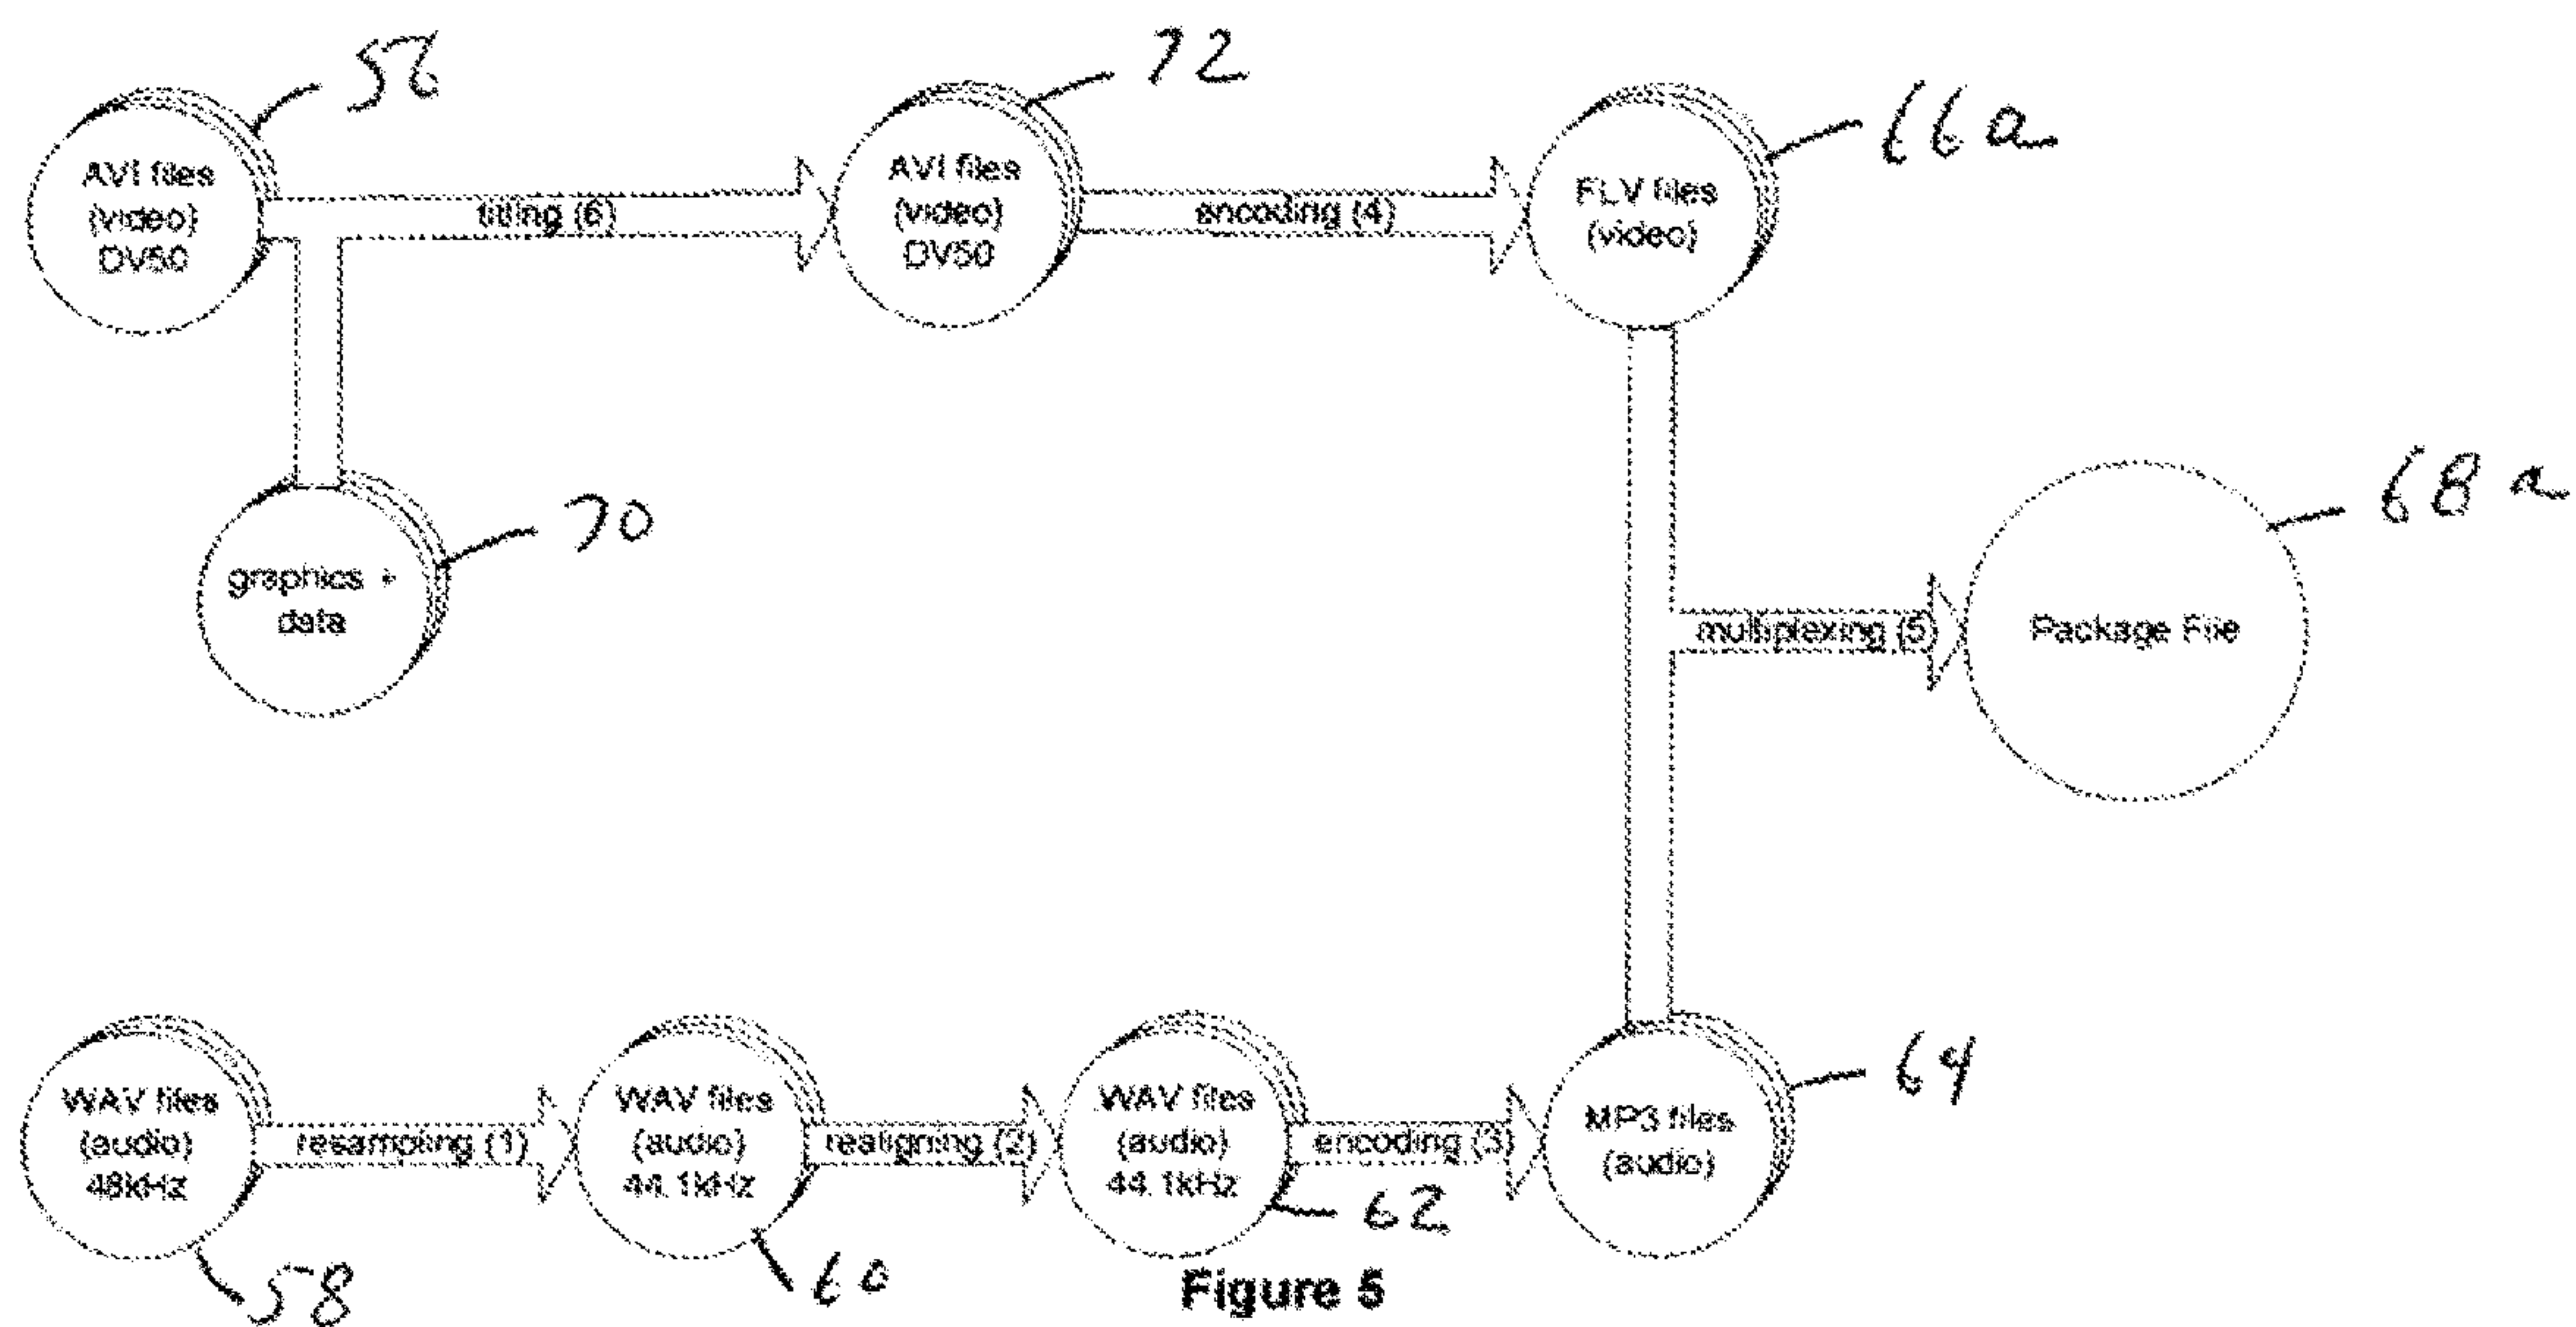 56
AVI files
(video)
DV50
titling (6)
72
AVI files
(video)
DV50
encoding (4)
66a
FLV files
(video)
70
graphics +
data
68a
multiplexing (5)
Package File
WAV files
(audio)
48kHz
58
resampling (1)
WAV files
(audio)
44.1kHz
60
realigning (2)
WAV files
(audio)
44.1kHz
62
encoding (3)
MP3 files
(audio)
64
Figure 5